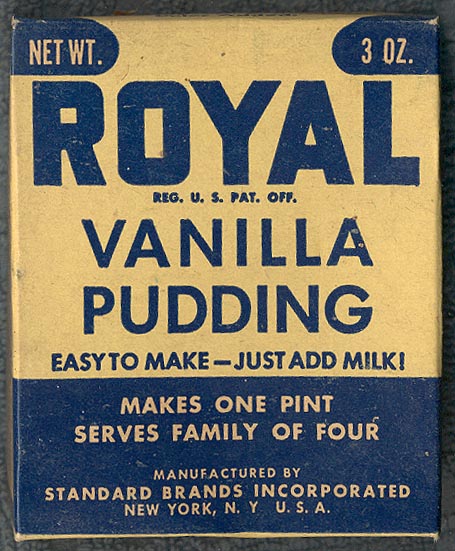 NET WT. 3 OZ.
ROYAL
REG. U. S. PAT. OFF.
VANILLA
PUDDING
EASY TO MAKE—JUST ADD MILK!
MAKES ONE PINT
SERVES FAMILY OF FOUR
MANUFACTURED BY
STANDARD BRANDS INCORPORATED
NEW YORK, N. Y U. S. A.